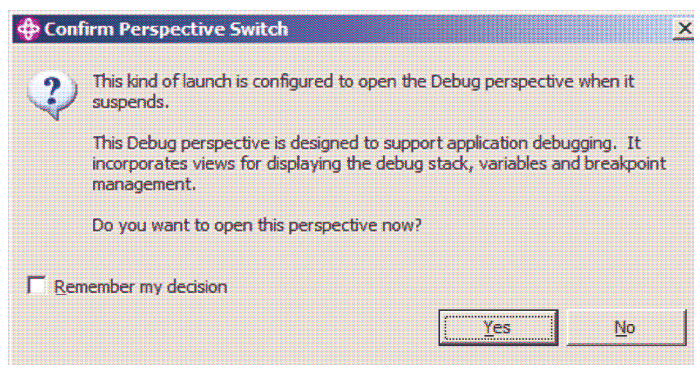 Confirm Perspective Switch
This kind of launch is configured to open the Debug perspective when it
suspends.
This Debug perspective is designed to support application debugging.  It
incorporates views for displaying the debug stack, variables and breakpoint
management.
Do you want to open this perspective now?
Remember my decision
Yes No